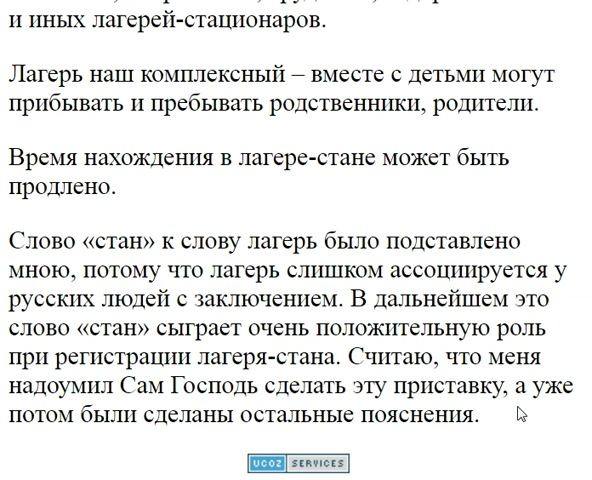 и иных лагерей-стационаров.
Лагерь наш комплексный – вместе с детьми могут
прибывать и пребывать родственники, родители.
Время нахождения в лагере-стане может быть
продлено.
Слово «стан» к слову лагерь было подставлено
мною, потому что лагерь слишком ассоциируется у
русских людей с заключением. В дальнейшем это
слово «стан» сыграет очень положительную роль
при регистрации лагеря-стана. Считаю, что меня
надоумил Сам Господь сделать эту приставку, а уже
потом были сделаны остальные пояснения.
UCOZ SERVICES